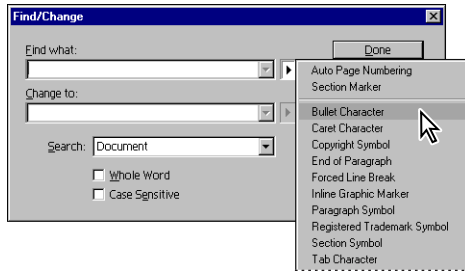 Find/Change
Find what:
Done
Change to:
Search: Document
Whole Word
Case Sensitive
Auto Page Numbering
Section Marker
Bullet Character
Caret Character
Copyright Symbol
End of Paragraph
Forced Line Break
Inline Graphic Marker
Paragraph Symbol
Registered Trademark Symbol
Section Symbol
Tab Character